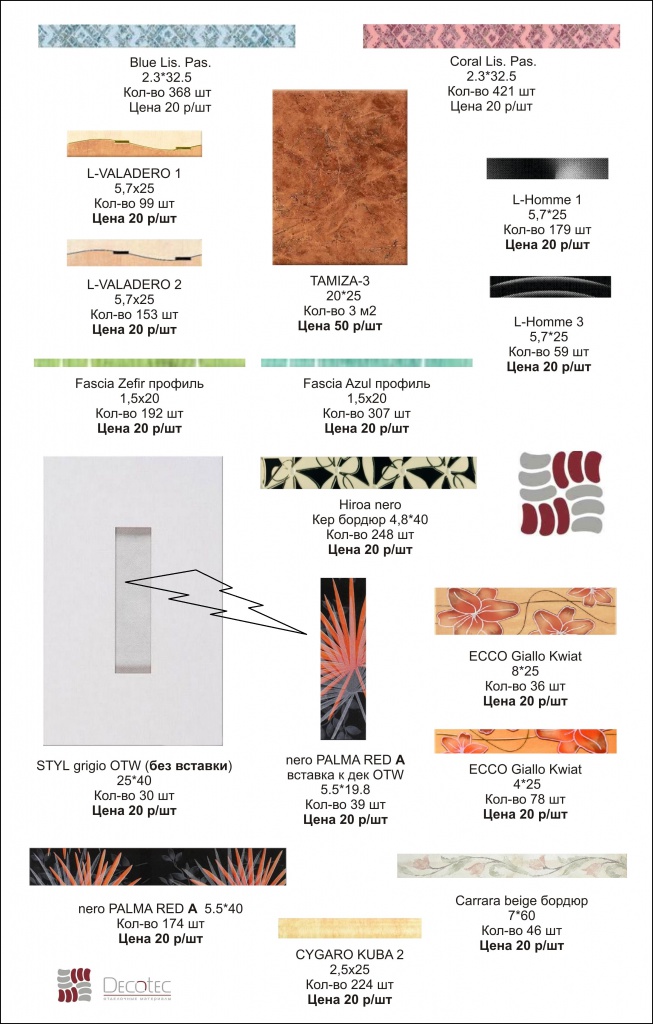 Blue Lis. Pas.
2.3*32.5
Кол-во 368 шт
Цена 20 р/шт
Coral Lis. Pas.
2.3*32.5
Кол-во 421 шт
Цена 20 р/шт
L-VALADERO 1
5,7x25
Кол-во 99 шт
Цена 20 р/шт
L-Homme 1
5,7*25
Кол-во 179 шт
Цена 20 р/шт
L-VALADERO 2
5,7x25
Кол-во 153 шт
Цена 20 р/шт
TAMIZA-3
20*25
Кол-во 3 м2
Цена 50 р/шт
L-Homme 3
5,7*25
Кол-во 59 шт
Цена 20 р/шт
Fascia Zefir профиль
1,5x20
Кол-во 192 шт
Цена 20 р/шт
Fascia Azul профиль
1,5x20
Кол-во 307 шт
Цена 20 р/шт
Hiroa nero
Кер бордюр 4,8*40
Кол-во 248 шт
Цена 20 р/шт
ECCO Giallo Kwiat
8*25
Кол-во 36 шт
Цена 20 р/шт
STYL grigio OTW (без вставки)
25*40
Кол-во 30 шт
Цена 20 р/шт
nero PALMA RED A
вставка к дек OTW
5.5*19.8
Кол-во 39 шт
Цена 20 р/шт
ECCO Giallo Kwiat
4*25
Кол-во 78 шт
Цена 20 р/шт
nero PALMA RED A 5.5*40
Кол-во 174 шт
Цена 20 р/шт
Carrara beige бордюр
7*60
Кол-во 46 шт
Цена 20 р/шт
CYGARO KUBA 2
2,5x25
Кол-во 224 шт
Цена 20 р/шт
Decotec
отделочные материалы